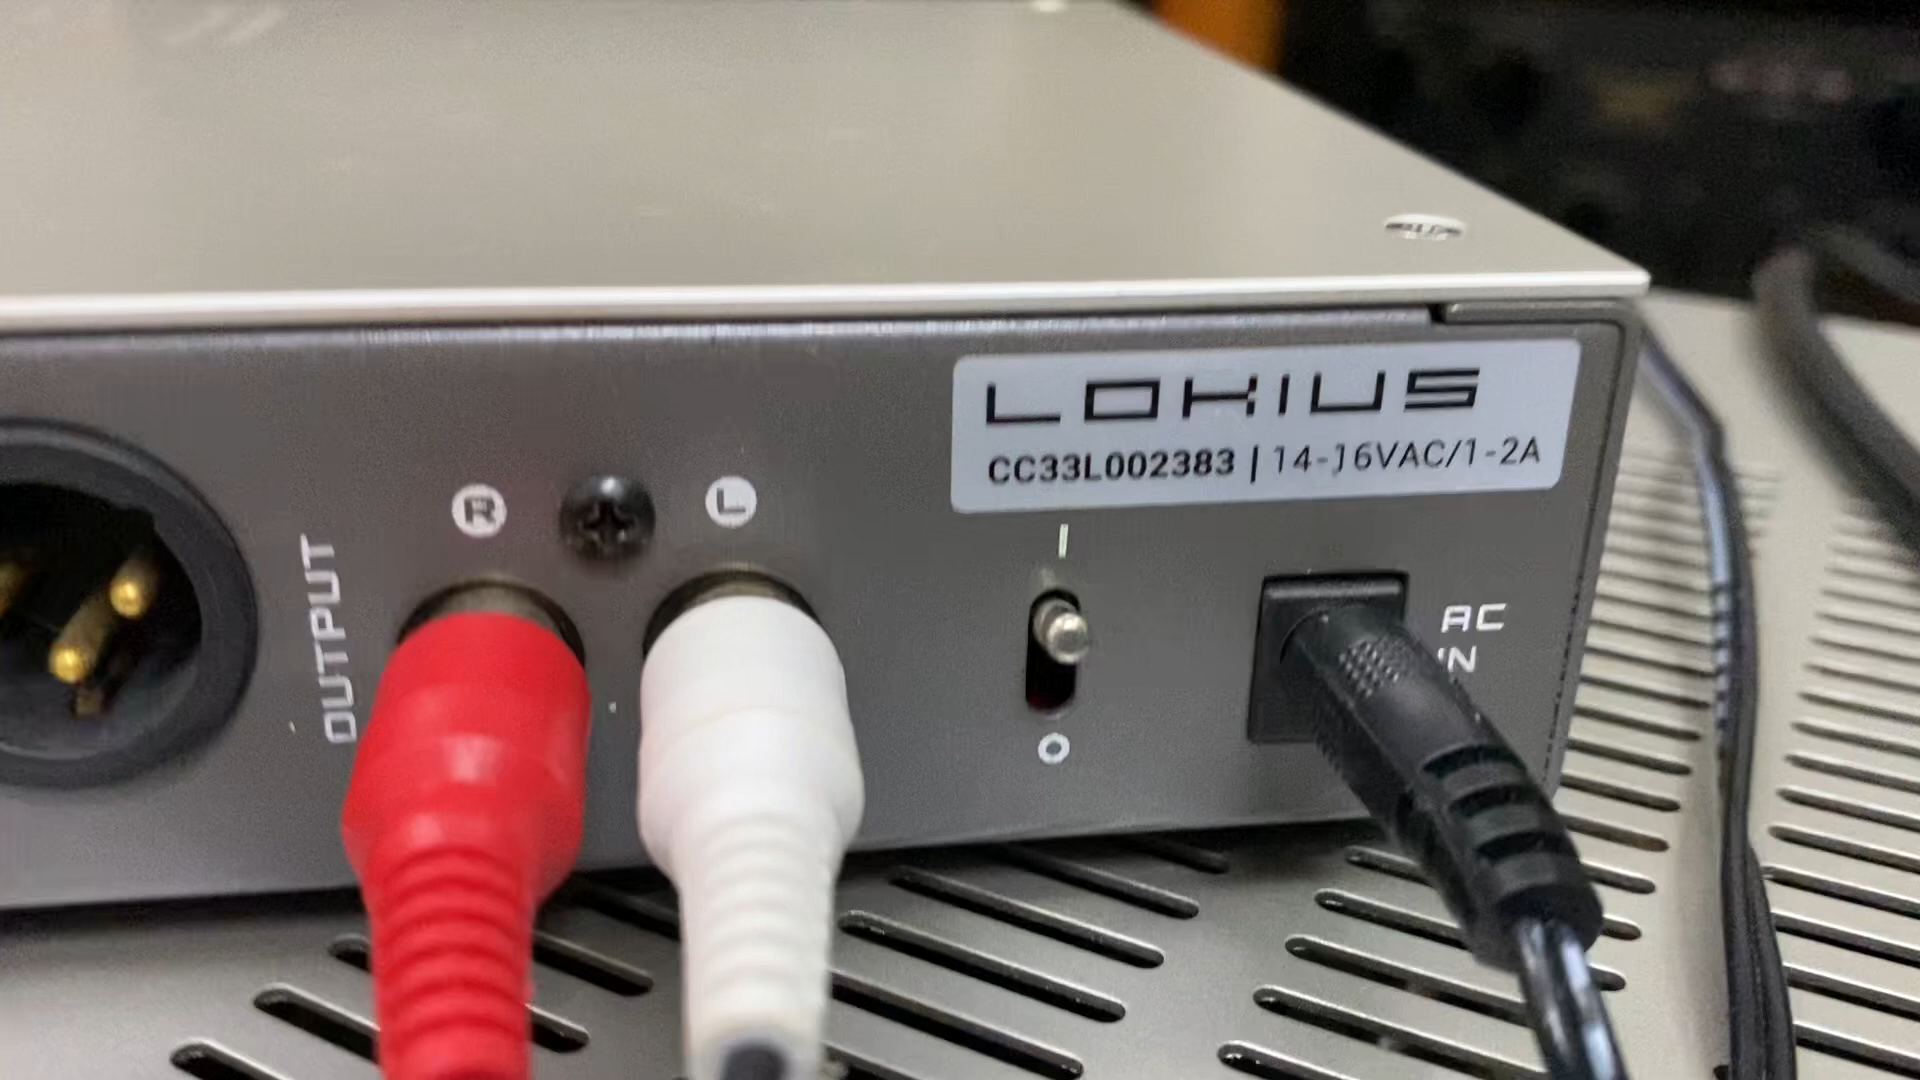 LOKIUS
CC33L002383 | 14-16VAC/1-2A
R
L
OUTPUT
I
O
AC
IN